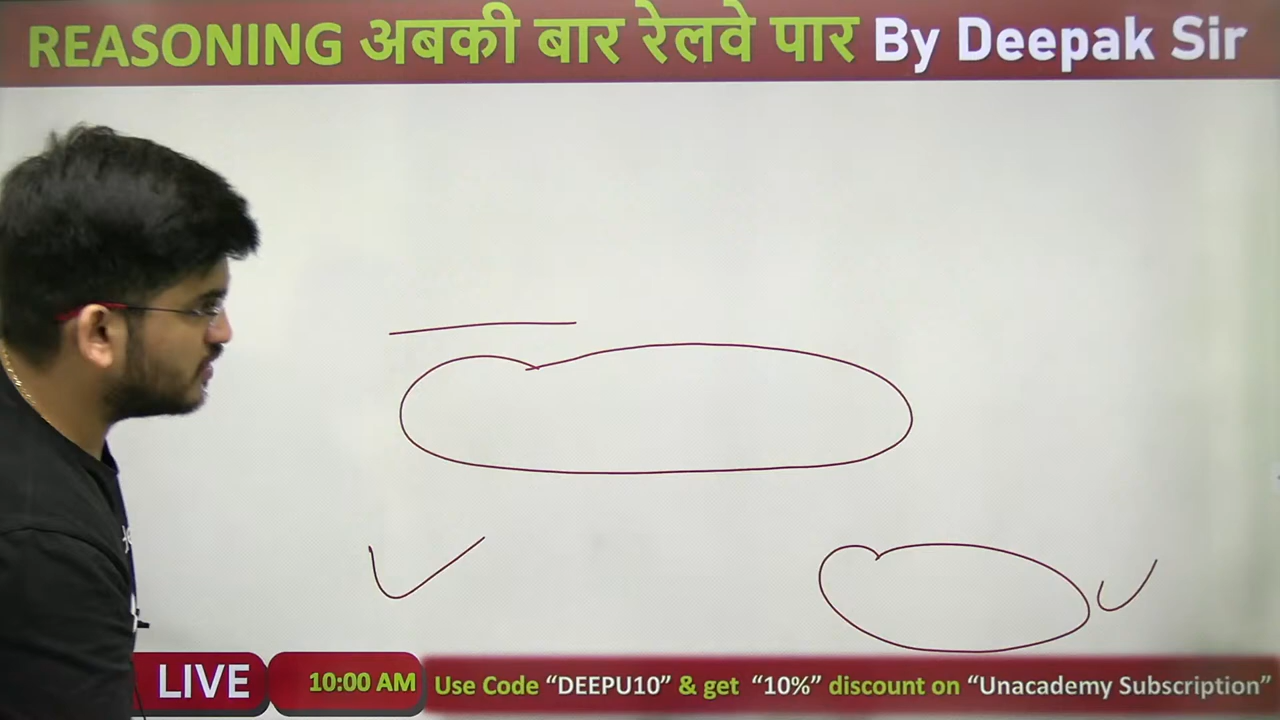 REASONING अबकी बार रेलवे पार By Deepak Sir
LIVE 10:00 AM Use Code “DEEPU10” & get “10%” discount on “Unacademy Subscription”